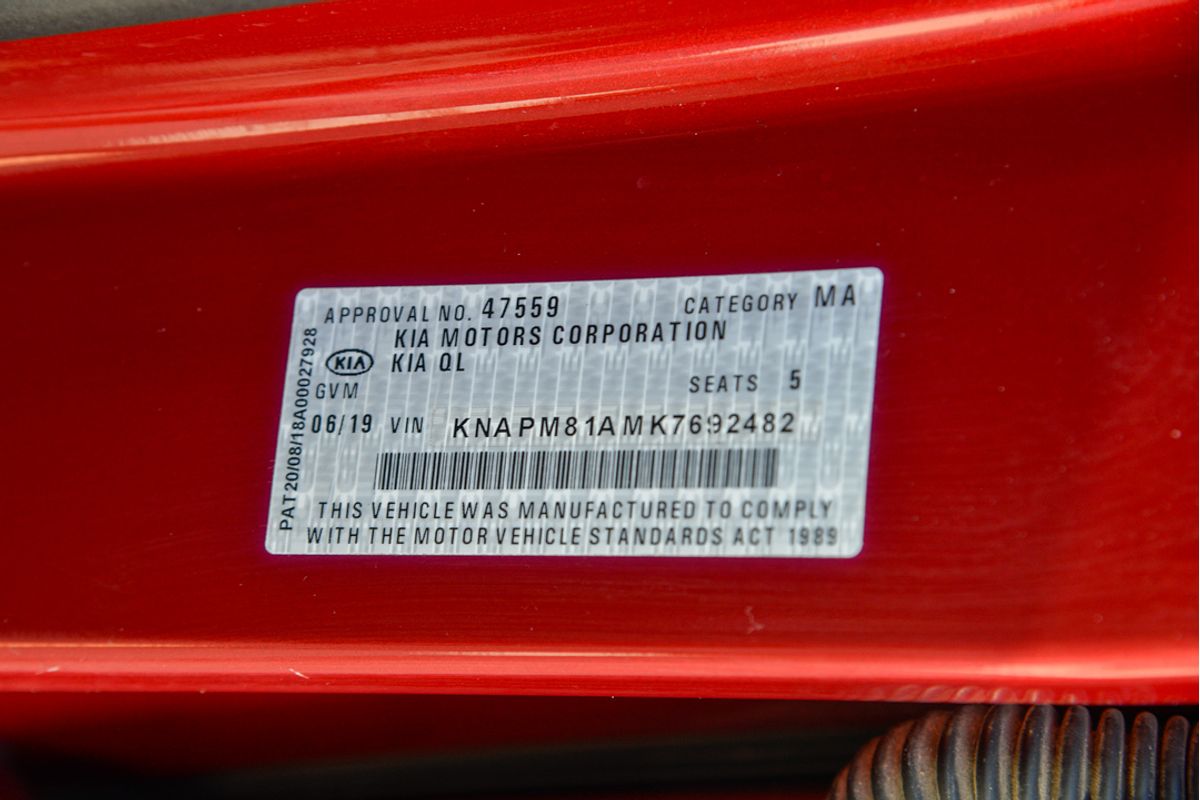 APPROVAL NO. 47559 CATEGORY MA
KIA MOTORS CORPORATION
KIA KIA QL
GVM SEATS 5
06/19 VIN KNAPM81AMK7692482
THIS VEHICLE WAS MANUFACTURED TO COMPLY
WITH THE MOTOR VEHICLE STANDARDS ACT 1989
PAT20/08/18A00027928